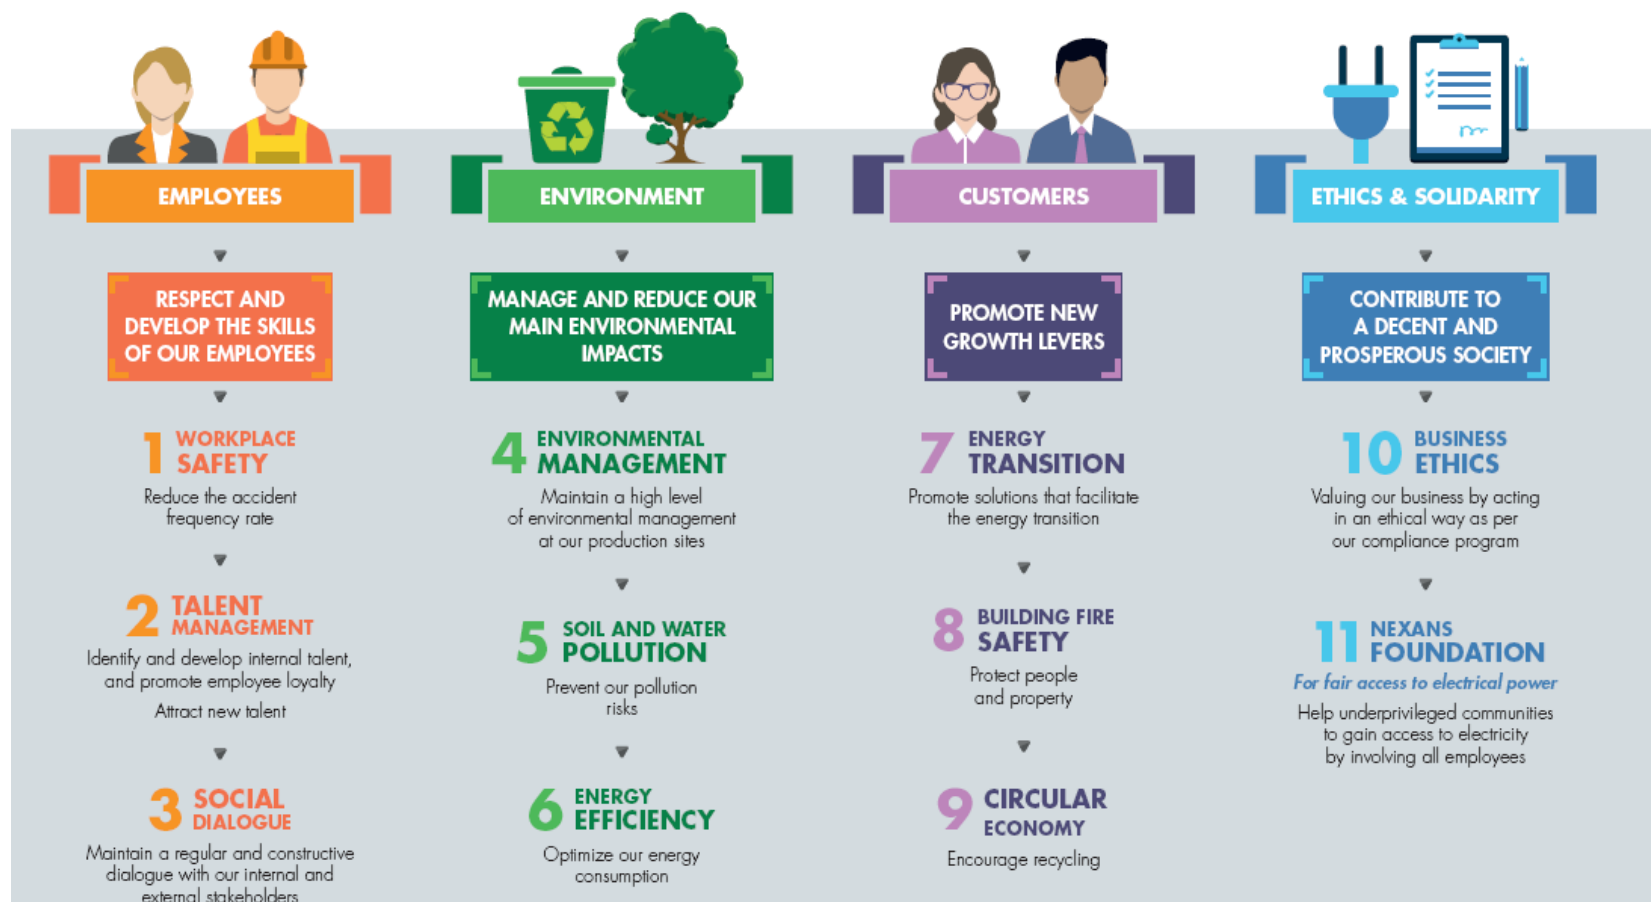 EMPLOYEES
RESPECT AND
DEVELOP THE SKILLS
OF OUR EMPLOYEES
1 WORKPLACE
SAFETY
Reduce the accident
frequency rate
2 TALENT
MANAGEMENT
Identify and develop internal talent,
and promote employee loyalty
Attract new talent
3 SOCIAL
DIALOGUE
Maintain a regular and constructive
dialogue with our internal and
external stakeholders
ENVIRONMENT
MANAGE AND REDUCE OUR
MAIN ENVIRONMENTAL
IMPACTS
4 ENVIRONMENTAL
MANAGEMENT
Maintain a high level
of environmental management
at our production sites
5 SOIL AND WATER
POLLUTION
Prevent our pollution
risks
6 ENERGY
EFFICIENCY
Optimize our energy
consumption
CUSTOMERS
PROMOTE NEW
GROWTH LEVERS
7 ENERGY
TRANSITION
Promote solutions that facilitate
the energy transition
8 BUILDING FIRE
SAFETY
Protect people
and property
9 CIRCULAR
ECONOMY
Encourage recycling
ETHICS & SOLIDARITY
CONTRIBUTE TO
A DECENT AND
PROSPEROUS SOCIETY
10 BUSINESS
ETHICS
Valuing our business by acting
in an ethical way as per
our compliance program
11 NEXANS
FOUNDATION
For fair access to electrical power
Help underprivileged communities
to gain access to electricity
by involving all employees